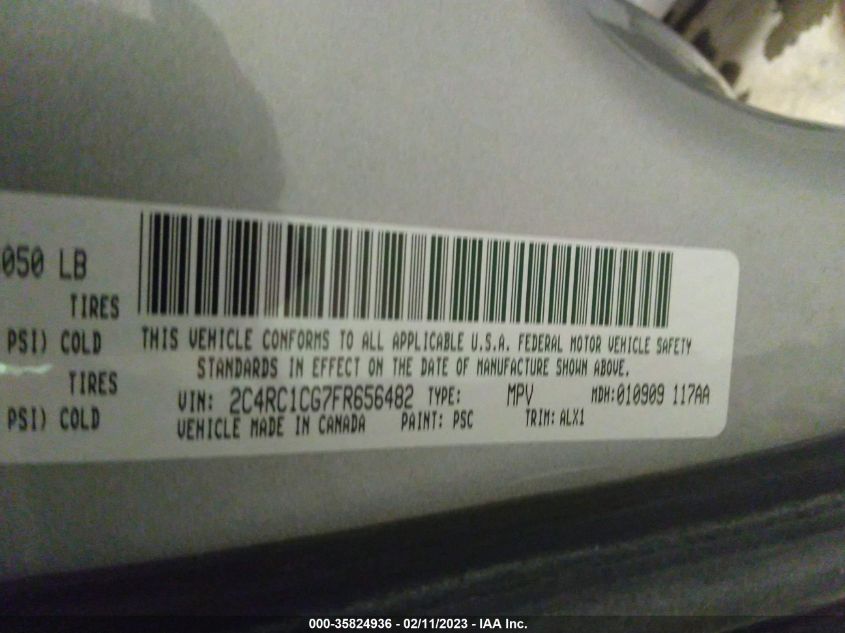 050 LB
TIRES
PSI) COLD
TIRES
PSI) COLD
THIS VEHICLE CONFORMS TO ALL APPLICABLE U.S.A. FEDERAL MOTOR VEHICLE SAFETY
STANDARDS IN EFFECT ON THE DATE OF MANUFACTURE SHOWN ABOVE.
VIN: 2C4RC1CG7FR656482 TYPE: MPV MDH:010909 117AA
VEHICLE MADE IN CANADA PAINT: PSC TRIM: ALX1
000-35824936 - 02/11/2023 - IAA Inc.